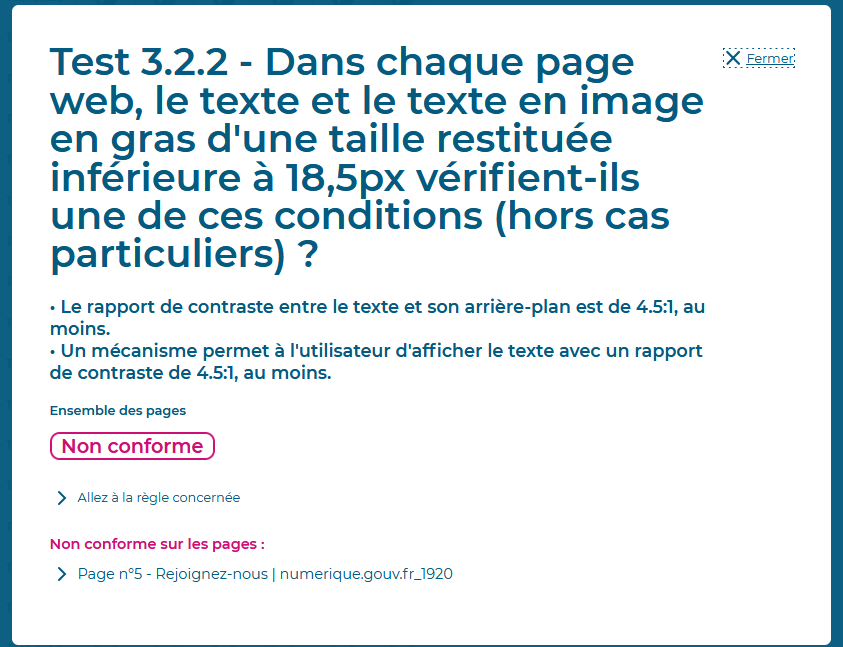 Test 3.2.2 - Dans chaque page
web, le texte et le texte en image
en gras d'une taille restituée
inférieure à 18,5px vérifient-ils
une de ces conditions (hors cas
particuliers) ?
Fermer
• Le rapport de contraste entre le texte et son arrière-plan est de 4.5:1, au
moins.
• Un mécanisme permet à l'utilisateur d'afficher le texte avec un rapport
de contraste de 4.5:1, au moins.
Ensemble des pages
Non conforme
Allez à la règle concernée
Non conforme sur les pages :
Page n°5 - Rejoignez-nous | numerique.gouv.fr_1920